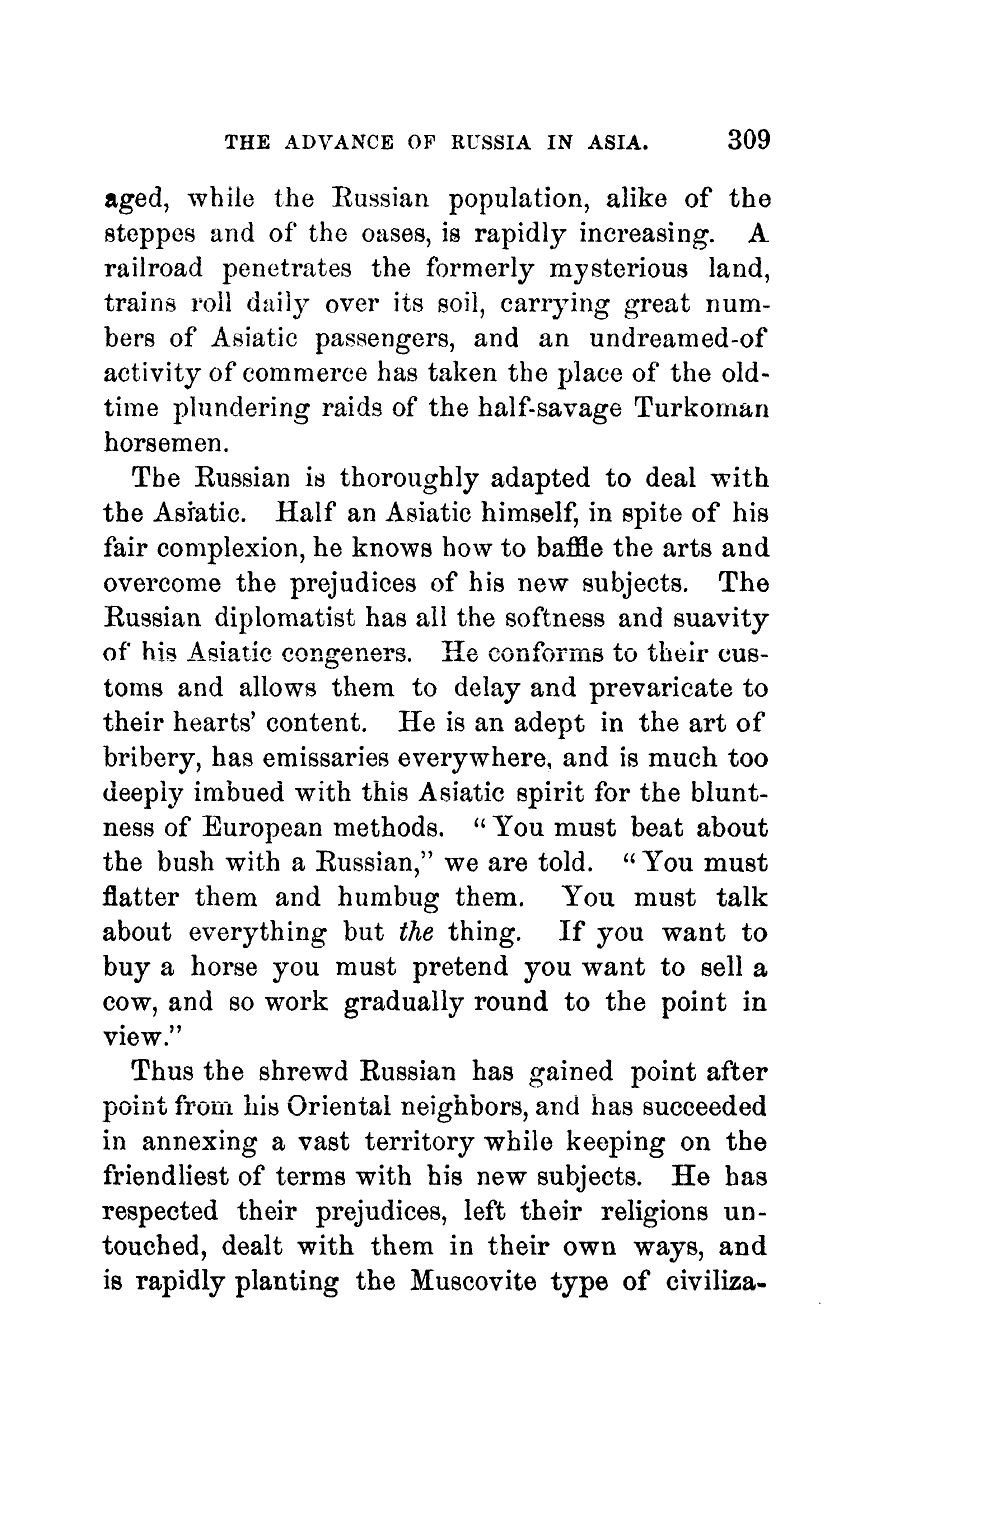 THE ADVANCE OF RUSSIA IN ASIA. 309
aged, while the Russian population, alike of the
steppes and of the oases, is rapidly increasing. A
railroad penetrates the formerly mysterious land,
trains roll daily over its soil, carrying great num-
bers of Asiatic passengers, and an undreamed-of
activity of commerce has taken the place of the old-
time plundering raids of the half-savage Turkoman
horsemen.
The Russian is thoroughly adapted to deal with
the Asiatic. Half an Asiatic himself, in spite of his
fair complexion, he knows how to baffle the arts and
overcome the prejudices of his new subjects. The
Russian diplomatist has all the softness and suavity
of his Asiatic congeners. He conforms to their cus-
toms and allows them to delay and prevaricate to
their hearts' content. He is an adept in the art of
bribery, has emissaries everywhere, and is much too
deeply imbued with this Asiatic spirit for the blunt-
ness of European methods. "You must beat about
the bush with a Russian," we are told. "You must
flatter them and humbug them. You must talk
about everything but the thing. If you want to
buy a horse you must pretend you want to sell a
cow, and so work gradually round to the point in
view."
Thus the shrewd Russian has gained point after
point from his Oriental neighbors, and has succeeded
in annexing a vast territory while keeping on the
friendliest of terms with his new subjects. He has
respected their prejudices, left their religions un-
touched, dealt with them in their own ways, and
is rapidly planting the Muscovite type of civiliza-